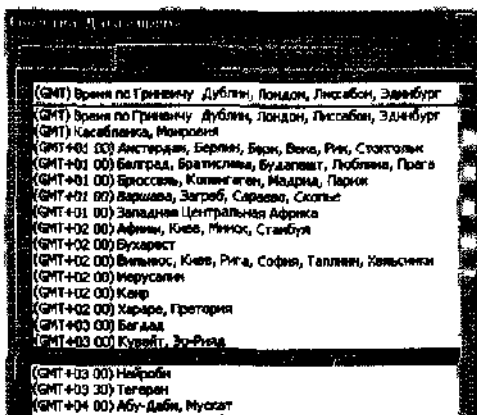 Дата
(GMT) Время по Гринвичу Дублин, Лондон, Лиссабон, Эдинбург
(GMT) Время по Гринвичу Дублин, Лондон, Лиссабон, Эдинбург
(GMT) Касабланка, Монровия
(GMT+01 00) Амстердам, Берлин, Берн, Вена, Рим, Стокгольм
(GMT+01 00) Белград, Братислава, Будапешт, Любляна, Прага
(GMT+01 00) Брюссель, Копенгаген, Мадрид, Париж
(GMT+01 00) Варшава, Загреб, Сараево, Скопье
(GMT+01 00) Западная Центральная Африка
(GMT+02 00) Афины, Киев, Минск, Стамбул
(GMT+02 00) Бухарест
(GMT+02 00) Вильнюс, Киев, Рига, София, Таллинн, Хельсинки
(GMT+02 00) Иерусалим
(GMT+02 00) Каир
(GMT+02 00) Хараре, Претория
(GMT+03 00) Багдад
(GMT+03 00) Кувейт, Эр-Рияд
(GMT+03 00) Найроби
(GMT+03 30) Тегеран
(GMT+04 00) Абу-Даби, Мускат